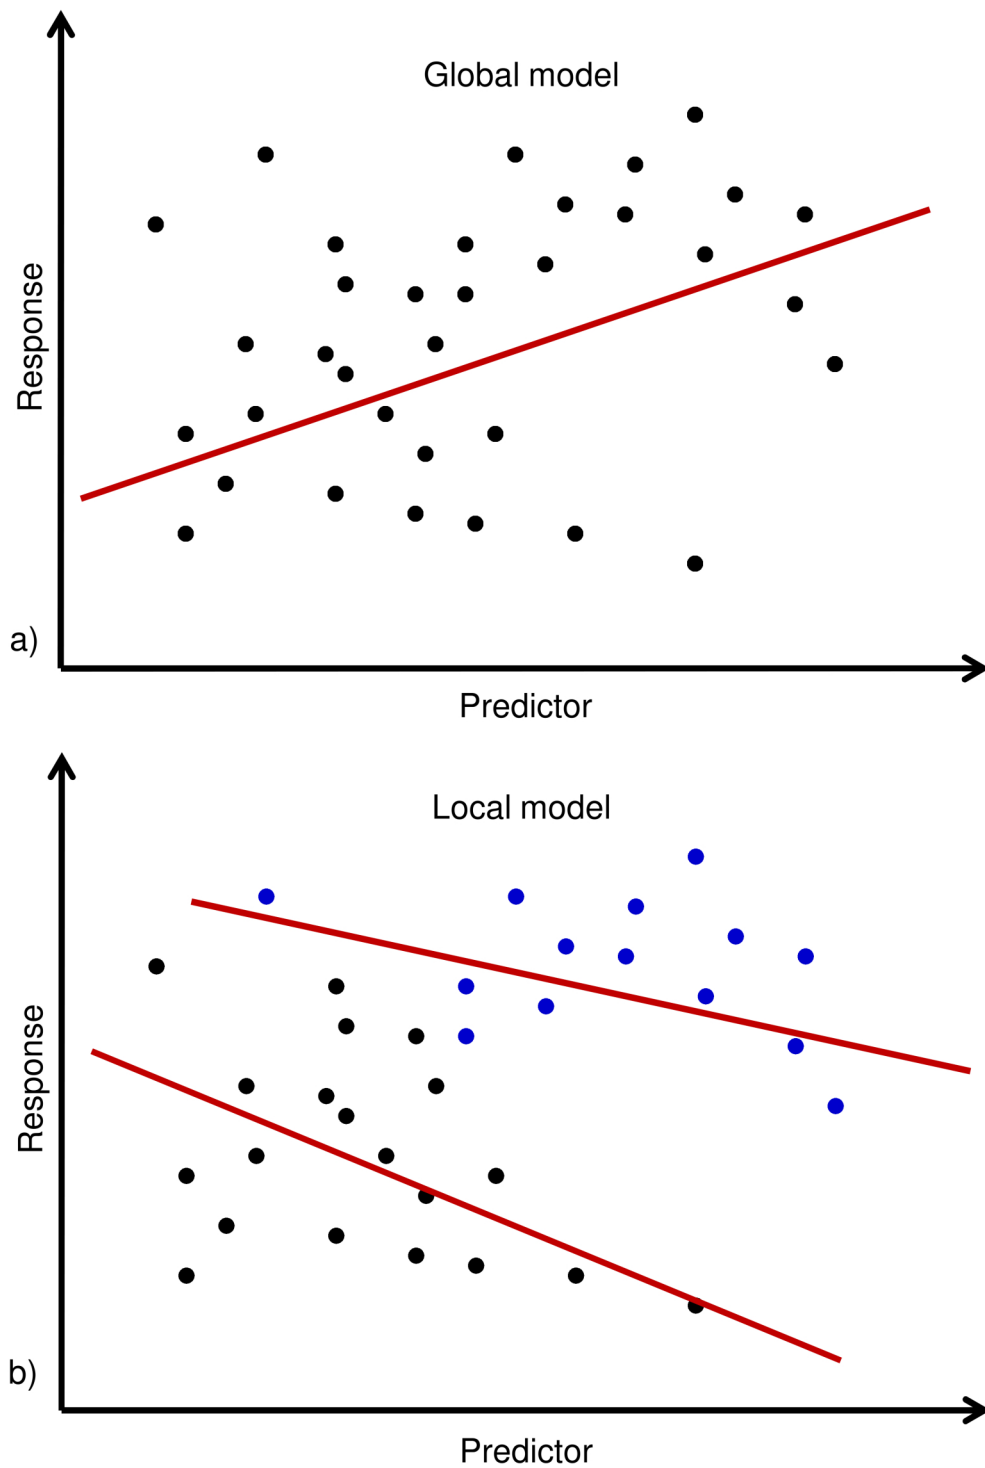 Global model
Response
a)
Predictor
Local model
Response
b)
Predictor